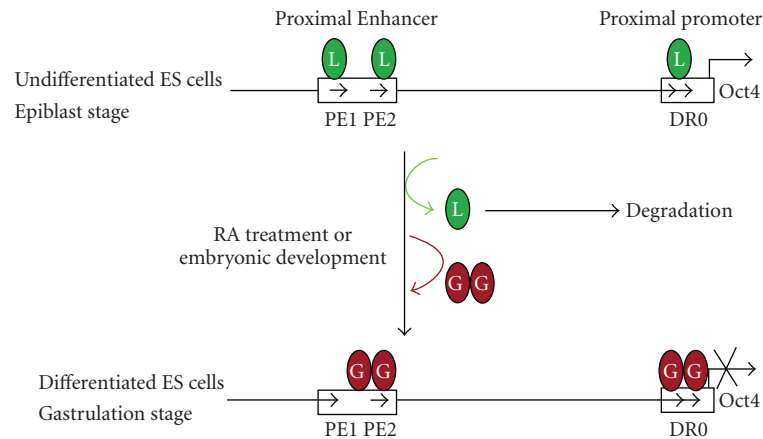 Proximal Enhancer
Proximal promoter
L
L
L
Undifferentiated ES cells
Epiblast stage
Oct4
PE1 PE2
DR0
L
Degradation
RA treatment or
embryonic development
G G
G G
G G
Differentiated ES cells
Gastrulation stage
Oct4
PE1 PE2
DR0